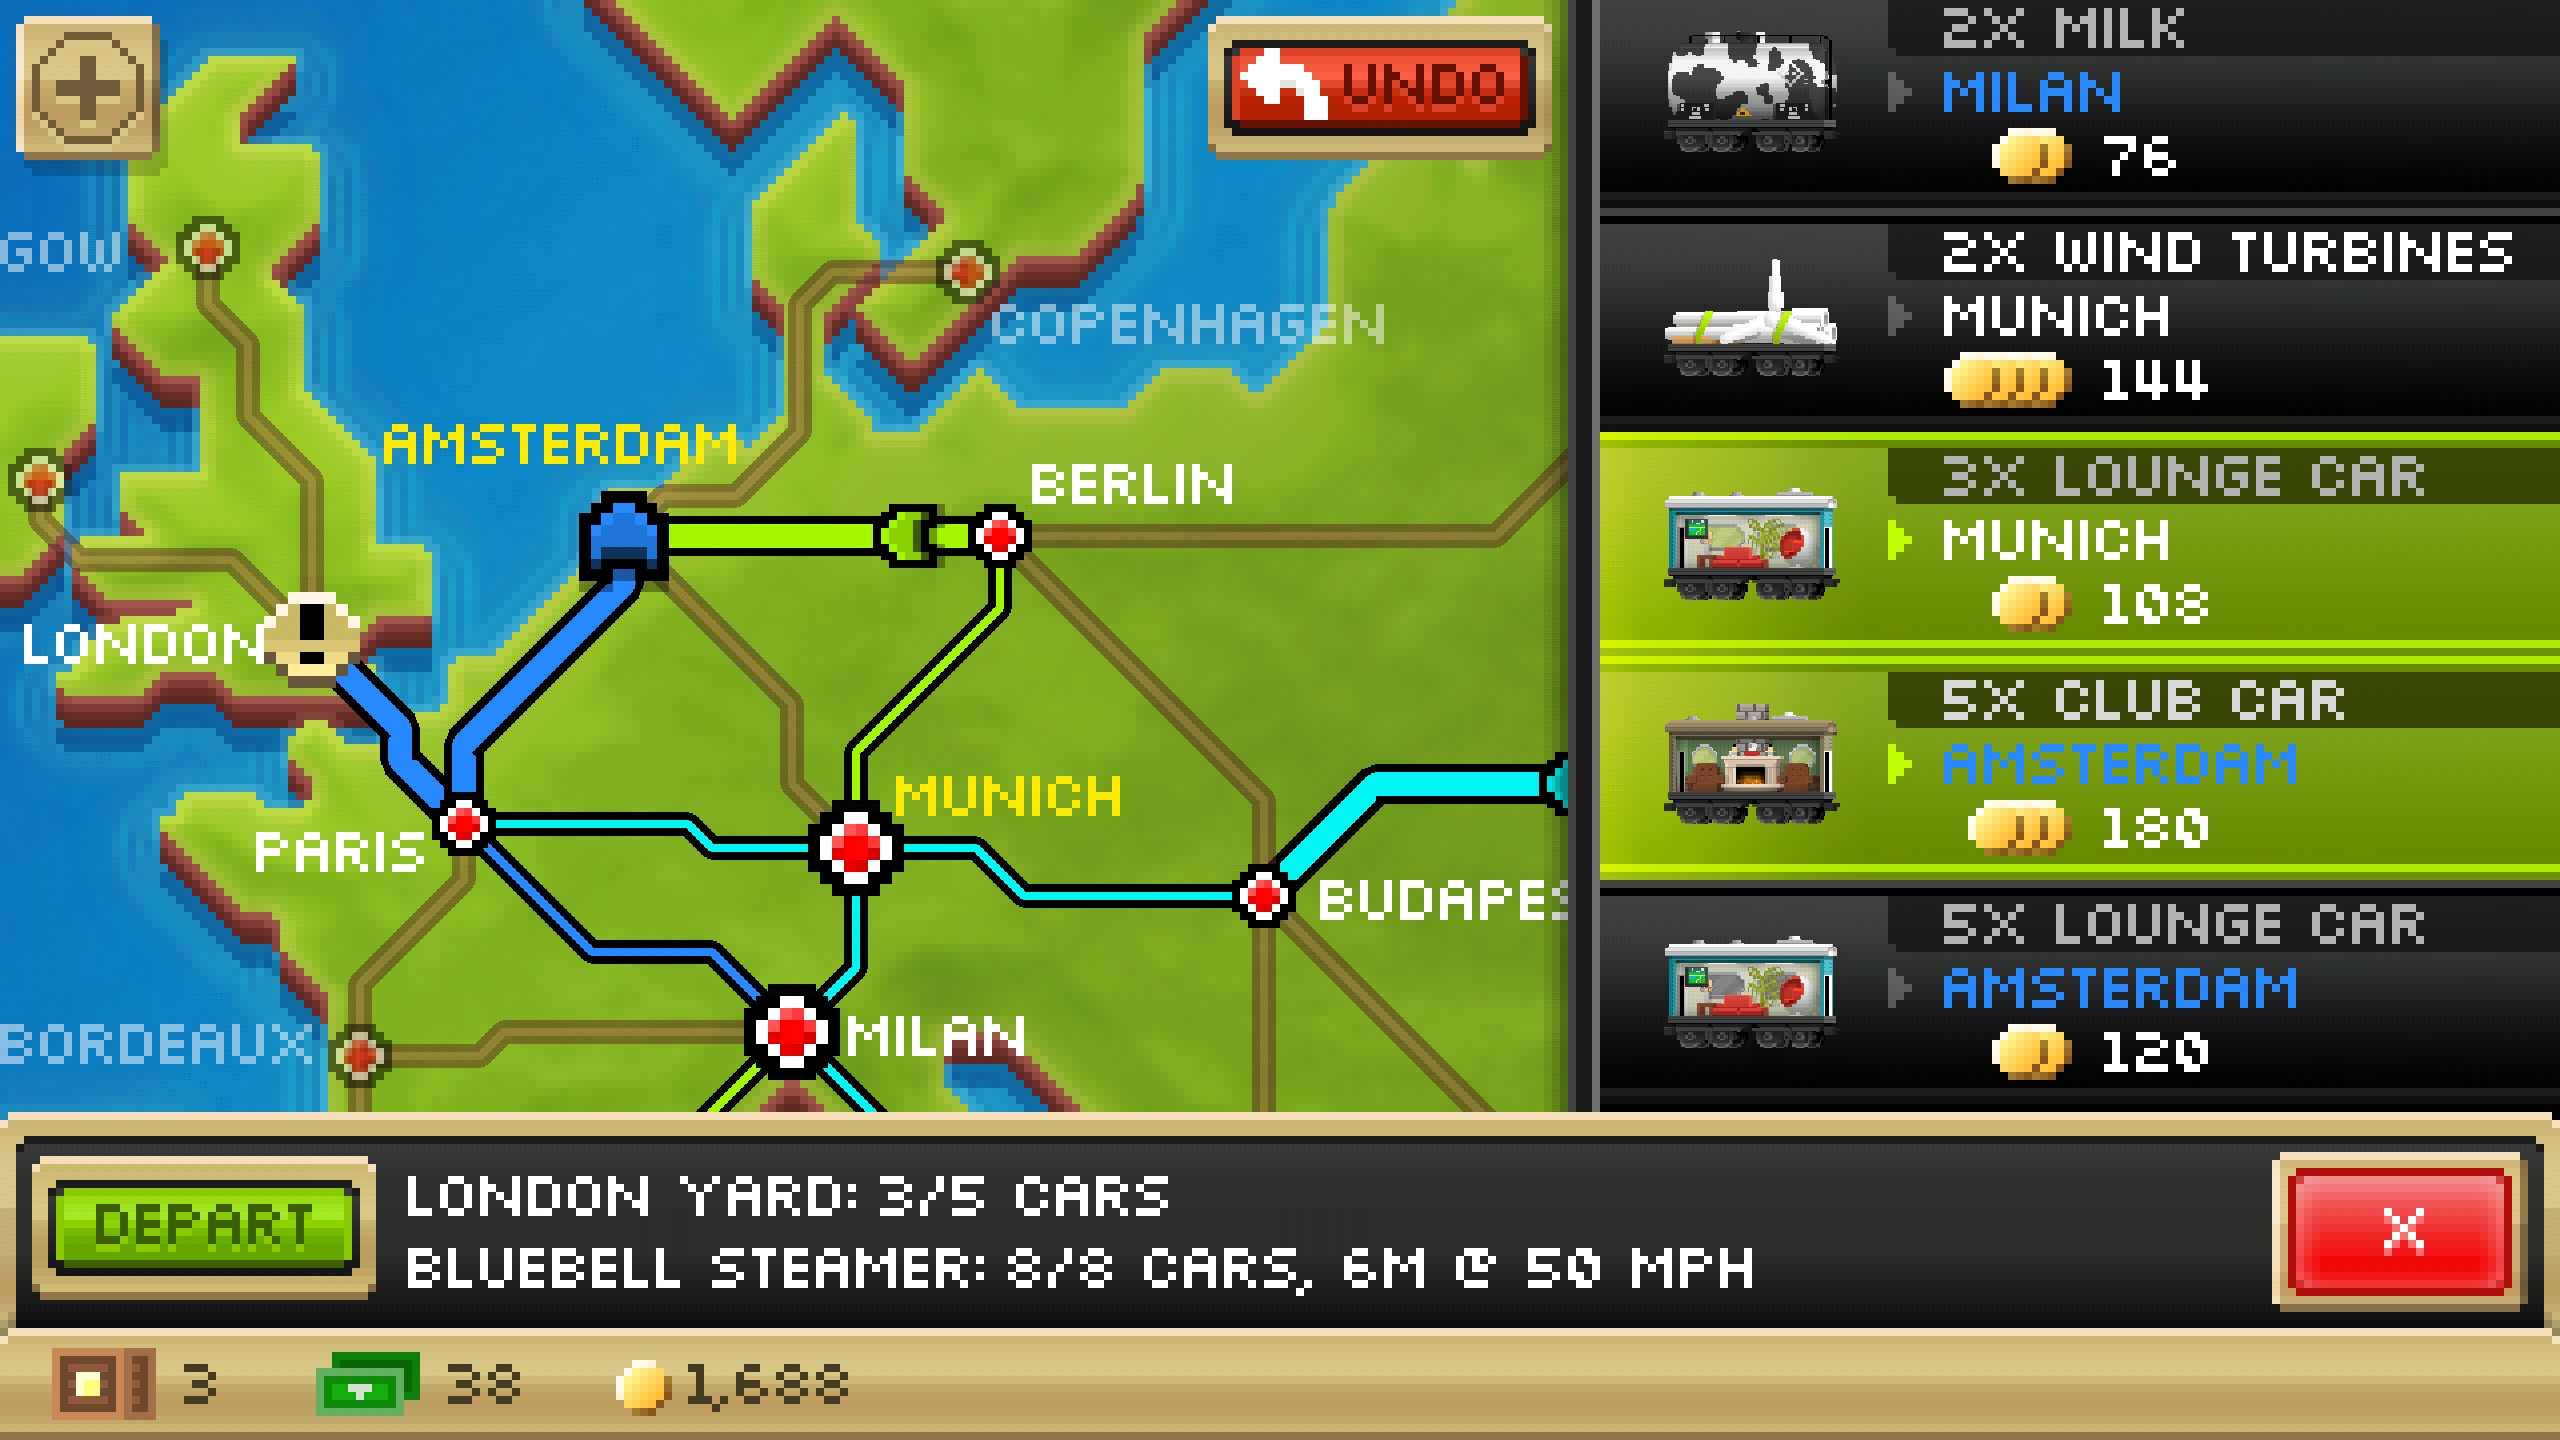 UNDO
GOW
COPENHAGEN
AMSTERDAM
BERLIN
LONDON
MUNICH
PARIS
BUDAPES
BORDEAUX
MILAN
2X MILK
MILAN
76
2X WIND TURBINES
MUNICH
144
3X LOUNGE CAR
MUNICH
108
5X CLUB CAR
AMSTERDAM
180
5X LOUNGE CAR
AMSTERDAM
120
DEPART
LONDON YARD: 3/5 CARS
BLUEBELL STEAMER: 8/8 CARS, 6M @ 50 MPH
X
3
38
1,688